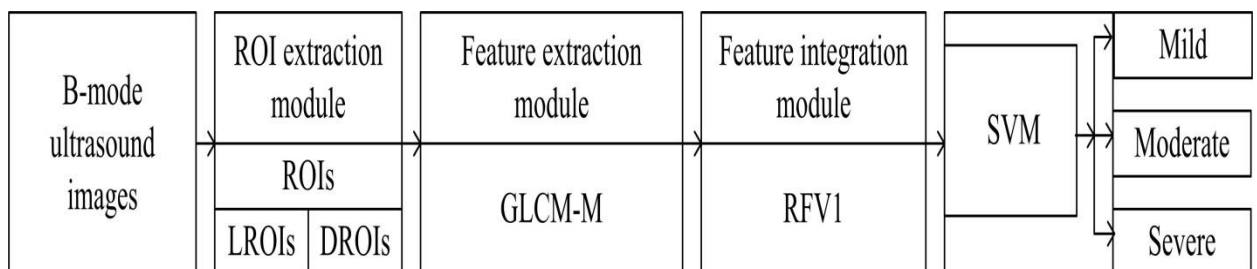 B-mode
ultrasound
images
ROI extraction
module
ROIs
LROIs
DROIs
Feature extraction
module
GLCM-M
Feature integration
module
RFV1
SVM
Mild
Moderate
Severe